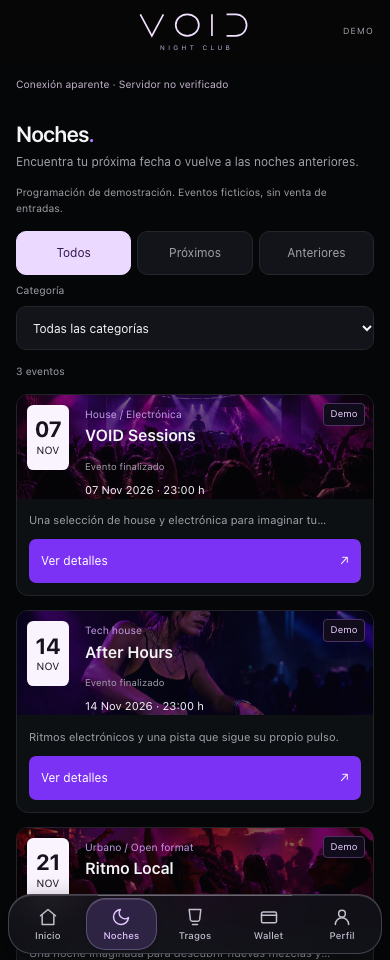 VOID
NIGHT CLUB
DEMO
Conexión aparente · Servidor no verificado
Noches.
Encuentra tu próxima fecha o vuelve a las noches anteriores.
Programación de demostración. Eventos ficticios, sin venta de
entradas.
Todos
Próximos
Anteriores
Categoría
Todas las categorías
3 eventos
07
NOV
House / Electrónica
Demo
VOID Sessions
Evento finalizado
07 Nov 2026 · 23:00 h
Una selección de house y electrónica para imaginar tu...
Ver detalles ↗
14
NOV
Tech house
Demo
After Hours
Evento finalizado
14 Nov 2026 · 23:00 h
Ritmos electrónicos y una pista que sigue su propio pulso.
Ver detalles ↗
21
NOV
Urbano / Open format
Demo
Ritmo Local
Inicio
Noches
Tragos
Wallet
Perfil